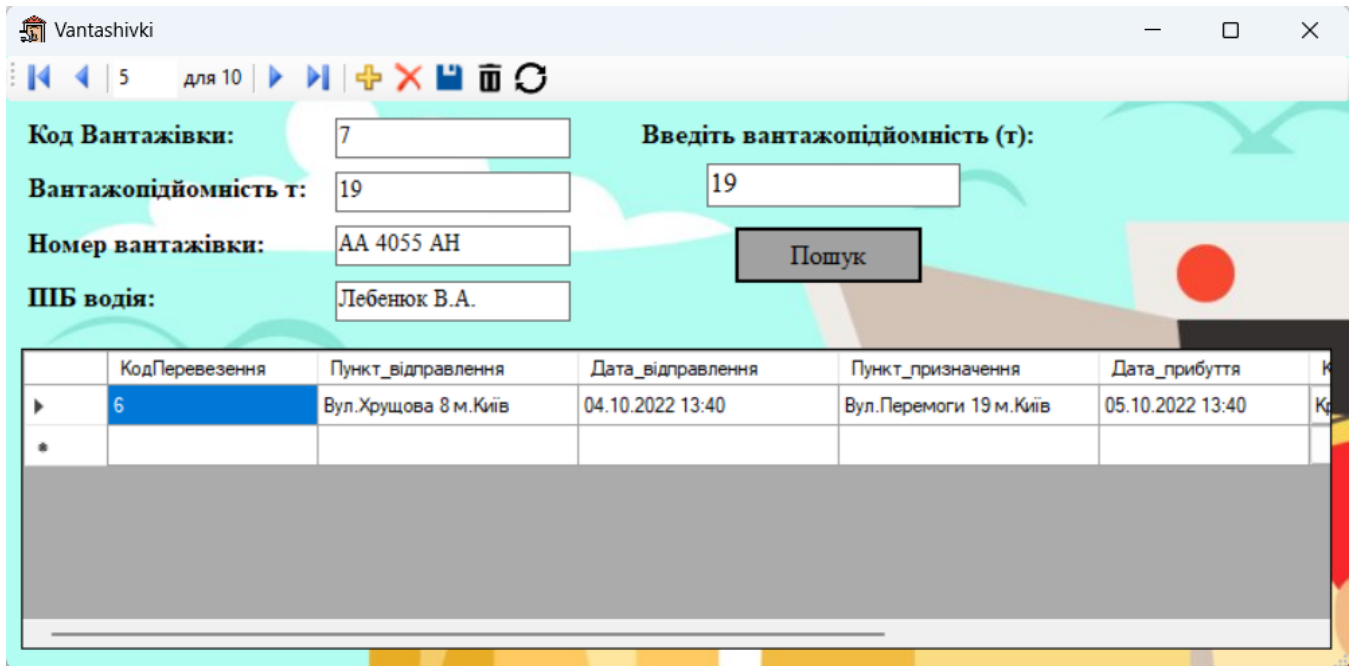 Vantashivki
5 для 10
Код Вантажівки: 7
Введіть вантажопідйомність (т):
Вантажопідйомність т: 19
19
Номер вантажівки: АА 4055 АН
Пошук
ПІБ водія: Лебенюк В.А.
КодПеревезення Пункт_відправлення Дата_відправлення Пункт_призначення Дата_прибуття
6 Вул.Хрущова 8 м.Київ 04.10.2022 13:40 Вул.Перемоги 19 м.Київ 05.10.2022 13:40